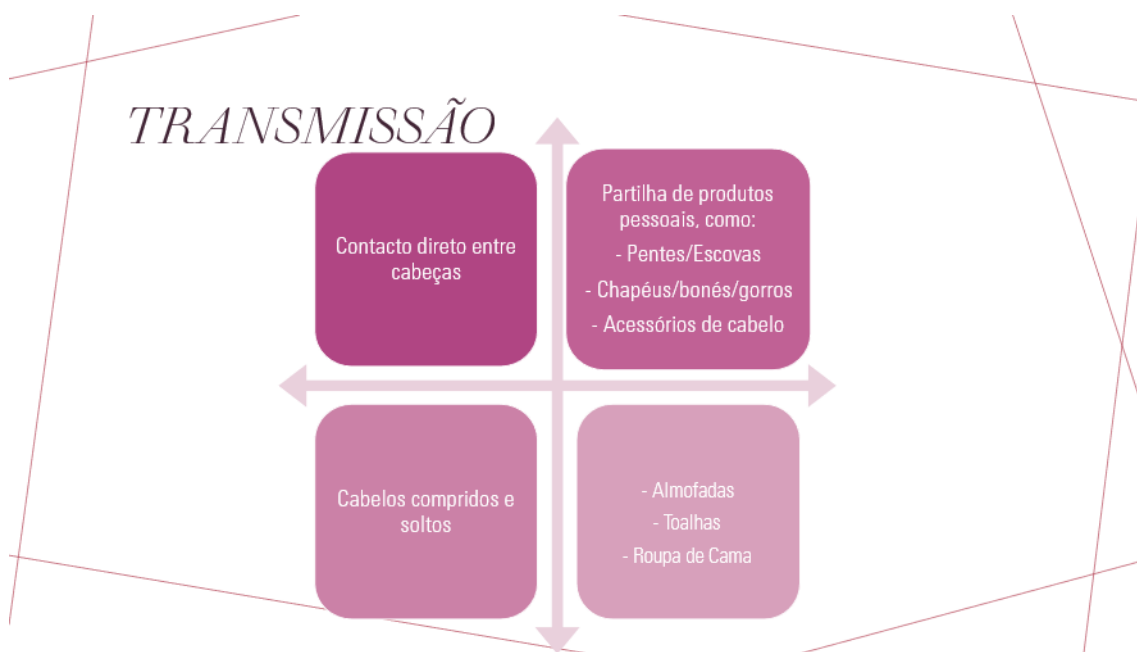 TRANSMISSÃO
Contacto direto entre
cabeças
Partilha de produtos
pessoais, como:
- Pentes/Escovas
- Chapéus/bonés/gorros
- Acessórios de cabelo
Cabelos compridos e
soltos
- Almofadas
- Toalhas
- Roupa de Cama